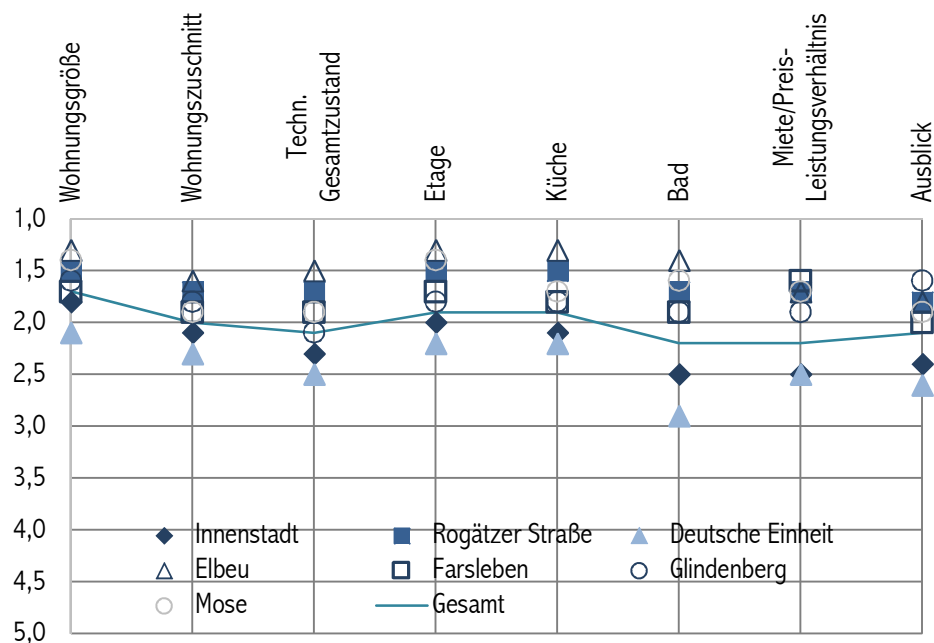 Wohnungsgröße
Wohnungszuschnitt
Techn.
Gesamtzustand
Etage
Küche
Bad
Miete/Preis-
Leistungsverhältnis
Ausblick
1,0
1,5
2,0
2,5
3,0
3,5
4,0
4,5
5,0
Innenstadt
Rogätzer Straße
Deutsche Einheit
Elbeu
Farsleben
Glindenberg
Mose
Gesamt